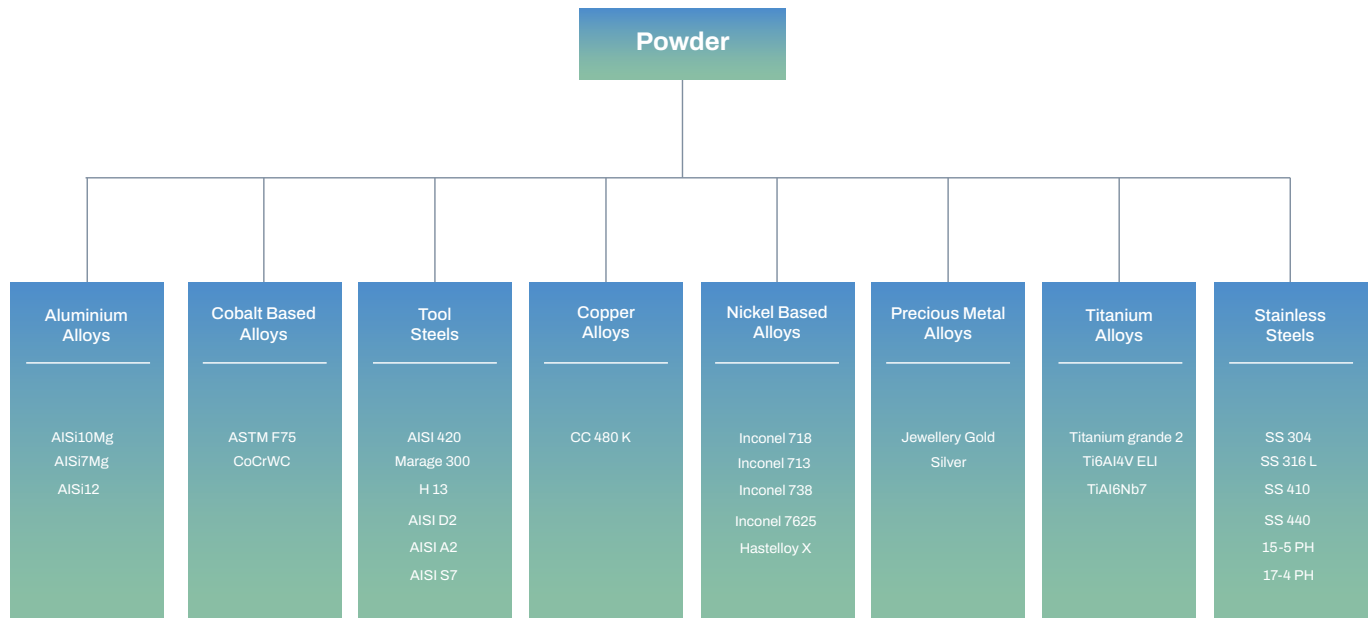 Powder
Aluminium
Alloys
AlSi10Mg
AlSi7Mg
AlSi12
Cobalt Based
Alloys
ASTM F75
CoCrWC
Tool
Steels
AISI 420
Marage 300
H 13
AISI D2
AISI A2
AISI S7
Copper
Alloys
CC 480 K
Nickel Based
Alloys
Inconel 718
Inconel 713
Inconel 738
Inconel 7625
Hastelloy X
Precious Metal
Alloys
Jewellery Gold
Silver
Titanium
Alloys
Titanium grande 2
Ti6Al4V ELI
TiAl6Nb7
Stainless
Steels
SS 304
SS 316 L
SS 410
SS 440
15-5 PH
17-4 PH